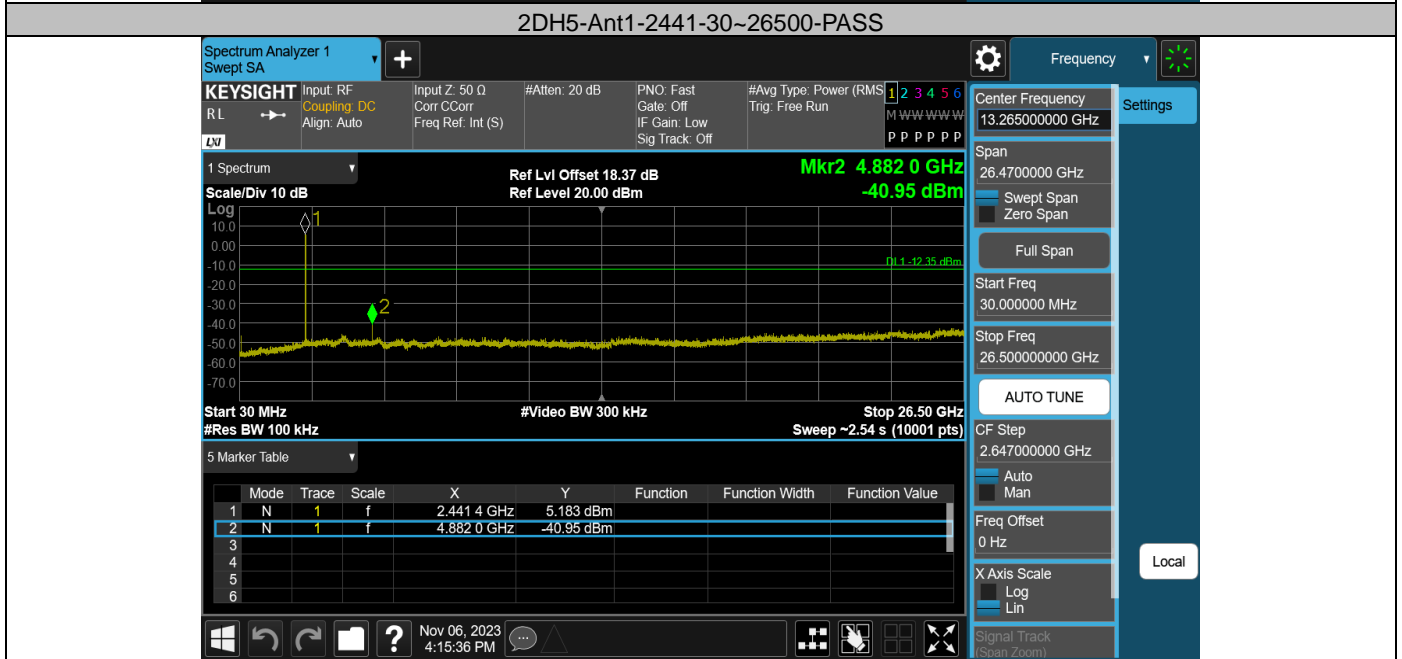 2DH5-Ant1-2441-30~26500-PASS
Spectrum Analyzer 1
Swept SA
Frequency
KEYSIGHT
R L
LXI
Input: RF
Coupling: DC
Align: Auto
Input Z: 50 Ω
Corr CCorr
Freq Ref: Int (S)
#Atten: 20 dB
PNO: Fast
Gate: Off
IF Gain: Low
Sig Track: Off
#Avg Type: Power (RMS
Trig: Free Run
1 2 3 4 5 6
M W W W W W
P P P P P P
1 Spectrum
Scale/Div 10 dB
Ref Lvl Offset 18.37 dB
Ref Level 20.00 dBm
Mkr2 4.882 0 GHz
-40.95 dBm
Log
10.0
0.00
-10.0
-20.0
-30.0
-40.0
-50.0
-60.0
-70.0
1
2
DL1 -12.35 dBm
Start 30 MHz
#Res BW 100 kHz
#Video BW 300 kHz
Stop 26.50 GHz
Sweep ~2.54 s (10001 pts)
5 Marker Table
Mode Trace Scale X Y Function Function Width Function Value
1 N 1 f 2.441 4 GHz 5.183 dBm
2 N 1 f 4.882 0 GHz -40.95 dBm
3
4
5
6
Nov 06, 2023
4:15:36 PM
Center Frequency
13.265000000 GHz
Settings
Span
26.4700000 GHz
Swept Span
Zero Span
Full Span
Start Freq
30.000000 MHz
Stop Freq
26.500000000 GHz
AUTO TUNE
CF Step
2.647000000 GHz
Auto
Man
Freq Offset
0 Hz
Local
X Axis Scale
Log
Lin
Signal Track
(Span Zoom)